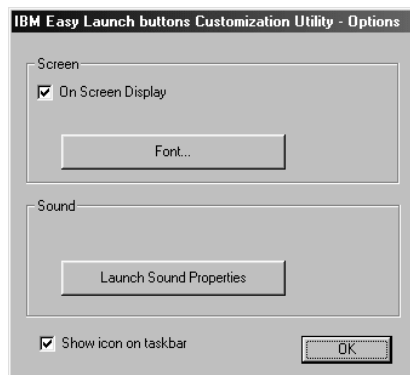 IBM Easy Launch buttons Customization Utility - Options
Screen
On Screen Display
Font...
Sound
Launch Sound Properties
Show icon on taskbar
OK